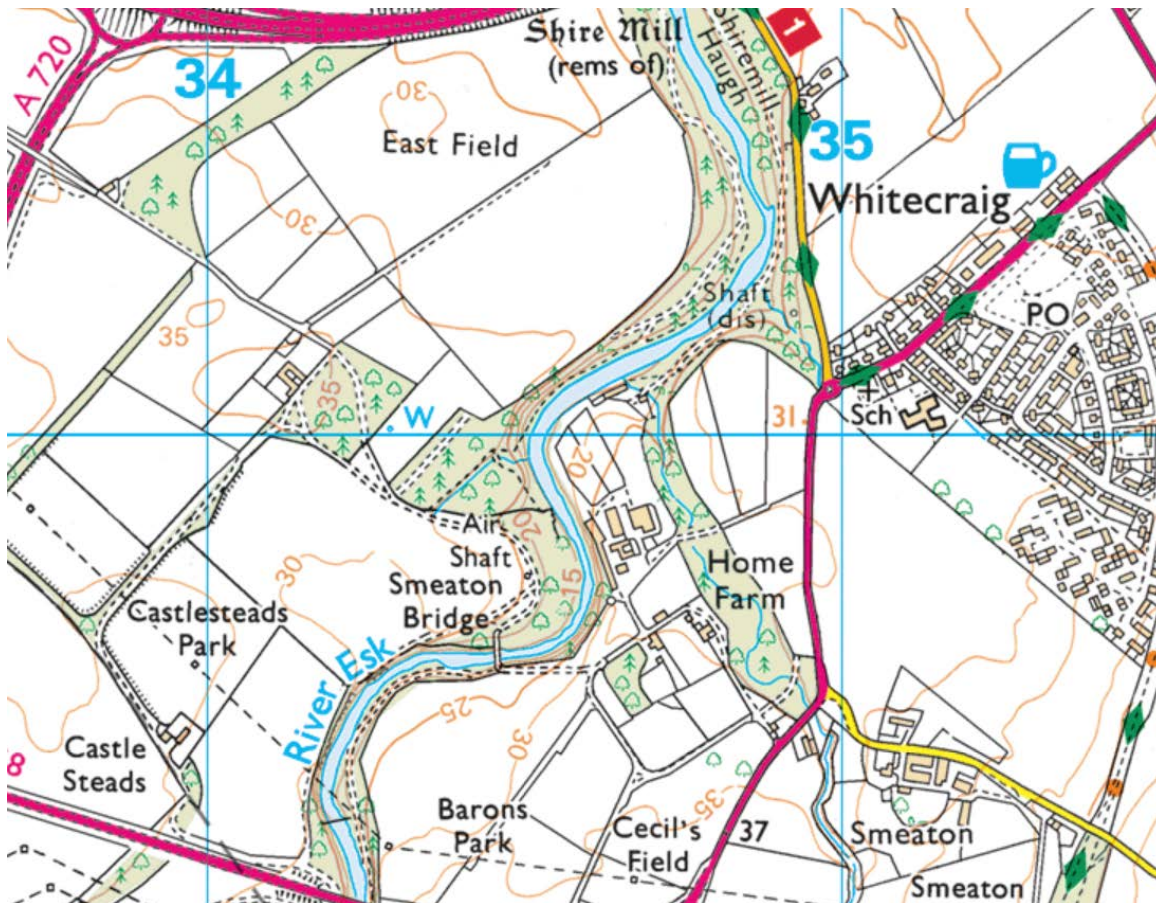 Shire Mill
(rems of)
Shiremill
Haugh
1
A 720
34
30
East Field
35
Whitecraig
30
35
Shaft
(dis)
PO
35
W
31
Sch
20
20
Air
Shaft
15
Home
Farm
30
Smeaton
Bridge
Castlesteads
Park
River Esk
25
30
Castle
Steads
8
Barons
Park
35
Cecil's
Field
37
Smeaton
Smeaton